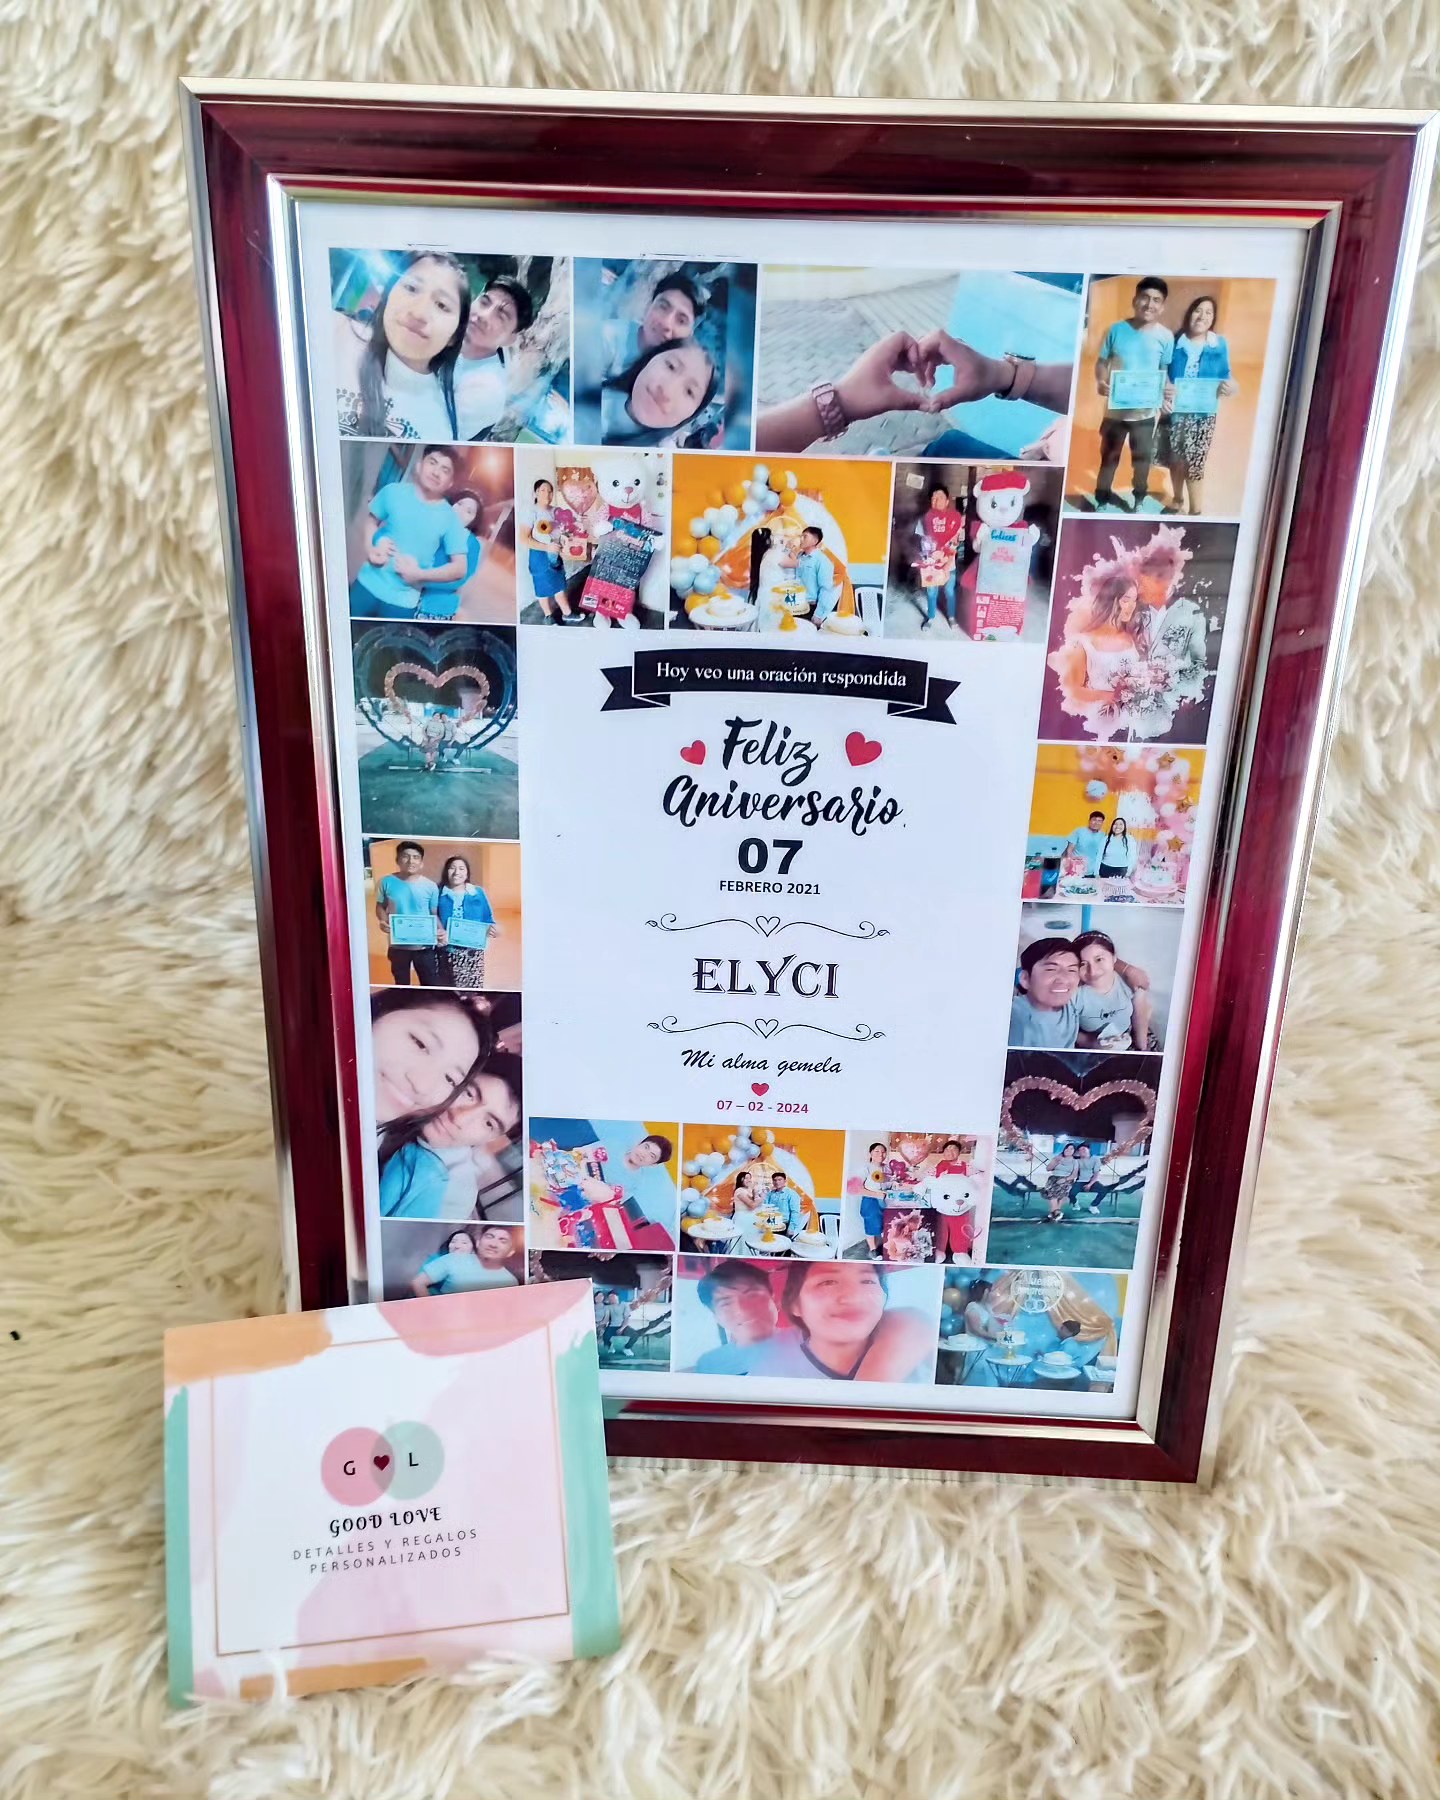 Hoy veo una oración respondida
Feliz
Aniversario
07
FEBRERO 2021
ELYCI
Mi alma gemela
07 – 02 - 2024
G L
GOOD LOVE
DETALLES Y REGALOS
PERSONALIZADOS